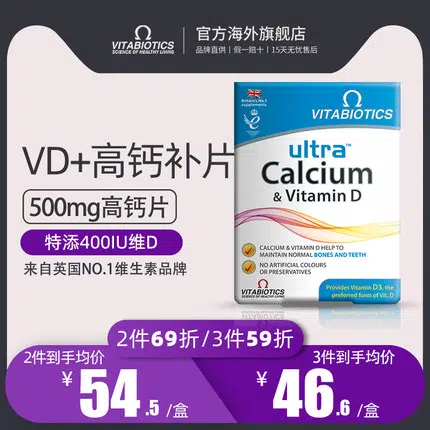 VITABIOTICS
SCIENCE OF HEALTHY LIVING
官方海外旗舰店
品牌直供|假一赔十|15天无忧售后
Britain's No.1
supplements
VITABIOTICS
ultra™
Calcium
& Vitamin D
CALCIUM & VITAMIN D HELP TO
MAINTAIN NORMAL BONES AND TEETH
NO ARTIFICIAL COLOURS
OR PRESERVATIVES
VITABIOTICS
SCIENCE OF HEALTHY LIVING
Provides Vitamin D3, the
preferred form of Vit. D
VD+高钙补片
500mg高钙片
特添400IU维D
来自英国NO.1维生素品牌
2件69折/3件59折
2件到手均价
¥54.5/盒
3件到手均价
¥46.6/盒